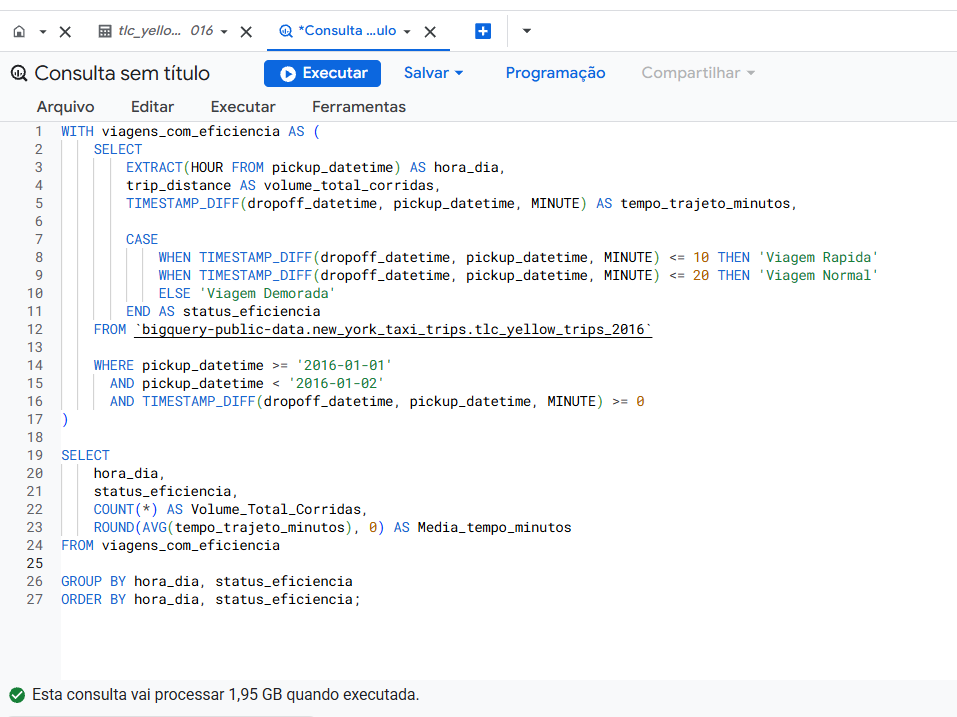 tlc_yello... 016
*Consulta ...ulo
Consulta sem título
Executar
Salvar
Programação
Compartilhar
Arquivo Editar Executar Ferramentas
1 WITH viagens_com_eficiencia AS (
2 SELECT
3 EXTRACT(HOUR FROM pickup_datetime) AS hora_dia,
4 trip_distance AS volume_total_corridas,
5 TIMESTAMP_DIFF(dropoff_datetime, pickup_datetime, MINUTE) AS tempo_trajeto_minutos,
6
7 CASE
8 WHEN TIMESTAMP_DIFF(dropoff_datetime, pickup_datetime, MINUTE) <= 10 THEN 'Viagem Rapida'
9 WHEN TIMESTAMP_DIFF(dropoff_datetime, pickup_datetime, MINUTE) <= 20 THEN 'Viagem Normal'
10 ELSE 'Viagem Demorada'
11 END AS status_eficiencia
12 FROM `bigquery-public-data.new_york_taxi_trips.tlc_yellow_trips_2016`
13
14 WHERE pickup_datetime >= '2016-01-01'
15 AND pickup_datetime < '2016-01-02'
16 AND TIMESTAMP_DIFF(dropoff_datetime, pickup_datetime, MINUTE) >= 0
17 )
18
19 SELECT
20 hora_dia,
21 status_eficiencia,
22 COUNT(*) AS Volume_Total_Corridas,
23 ROUND(AVG(tempo_trajeto_minutos), 0) AS Media_tempo_minutos
24 FROM viagens_com_eficiencia
25
26 GROUP BY hora_dia, status_eficiencia
27 ORDER BY hora_dia, status_eficiencia;
Esta consulta vai processar 1,95 GB quando executada.